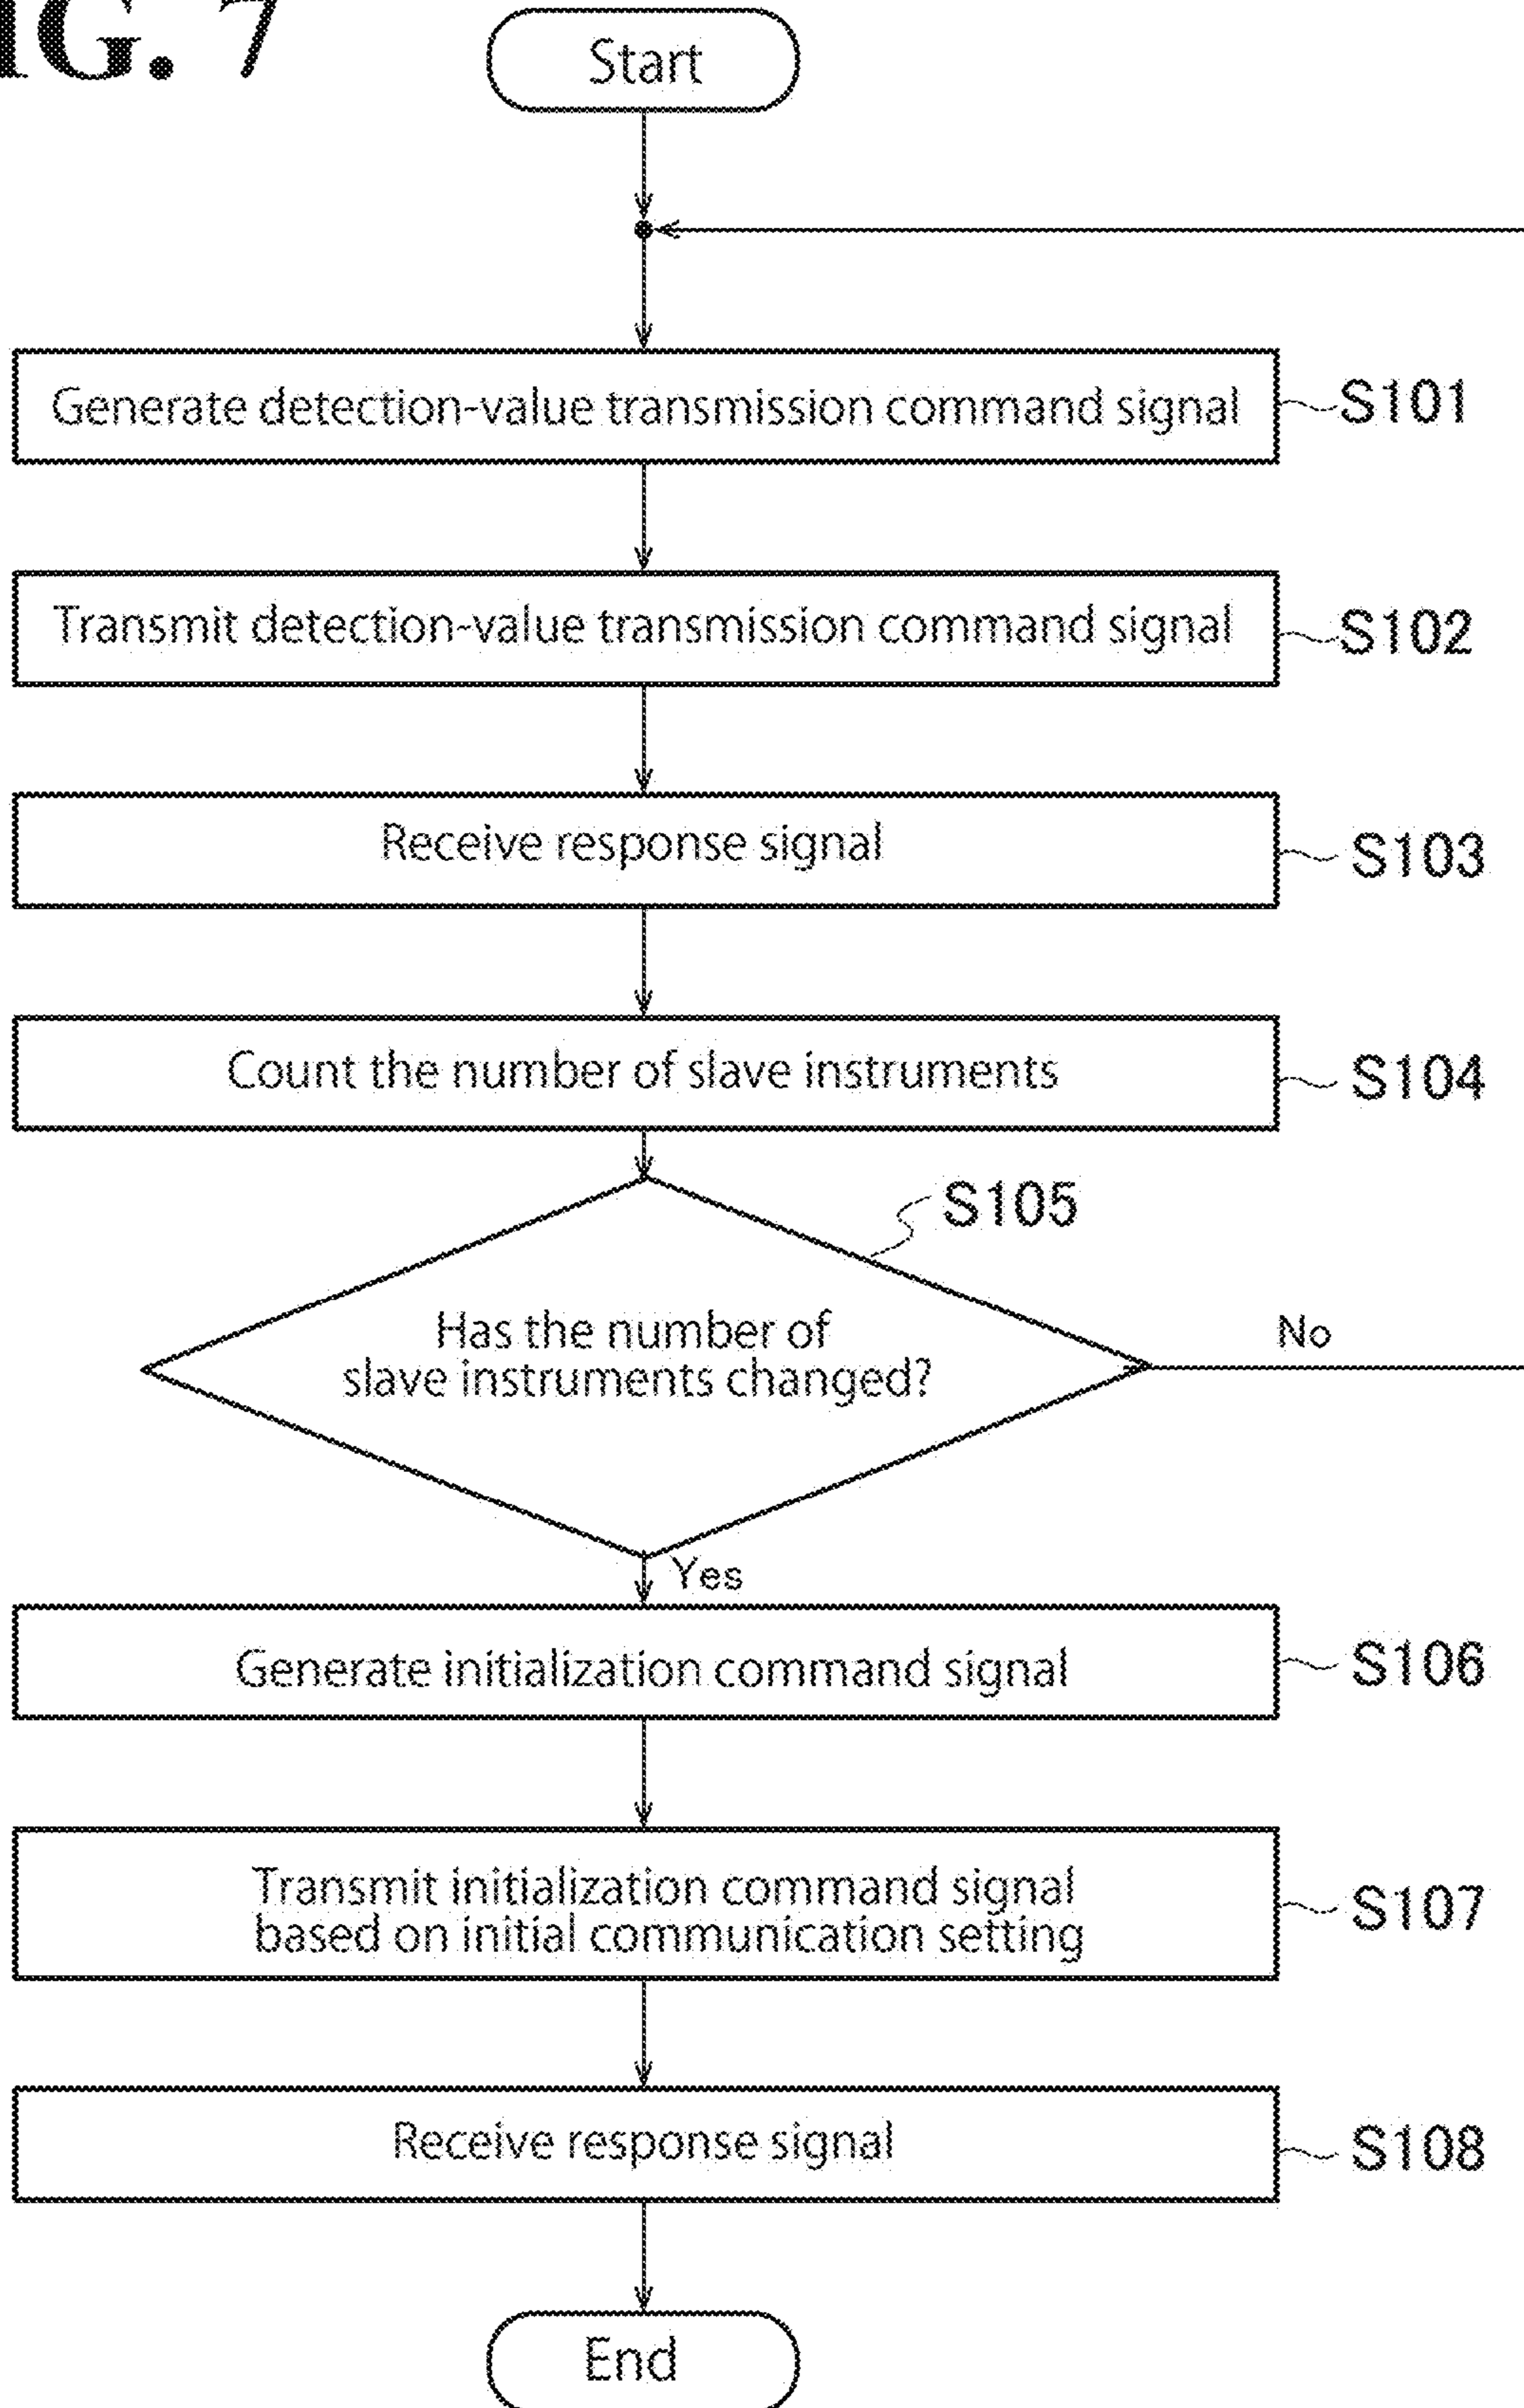 IG. 7
Start
Generate detection-value transmission command signal
S101
Transmit detection-value transmission command signal
S102
Receive response signal
S103
Count the number of slave instruments
S104
S105
Has the number of
slave instruments changed?
No
Yes
Generate initialization command signal
S106
Transmit initialization command signal
based on initial communication setting
S107
Receive response signal
S108
End